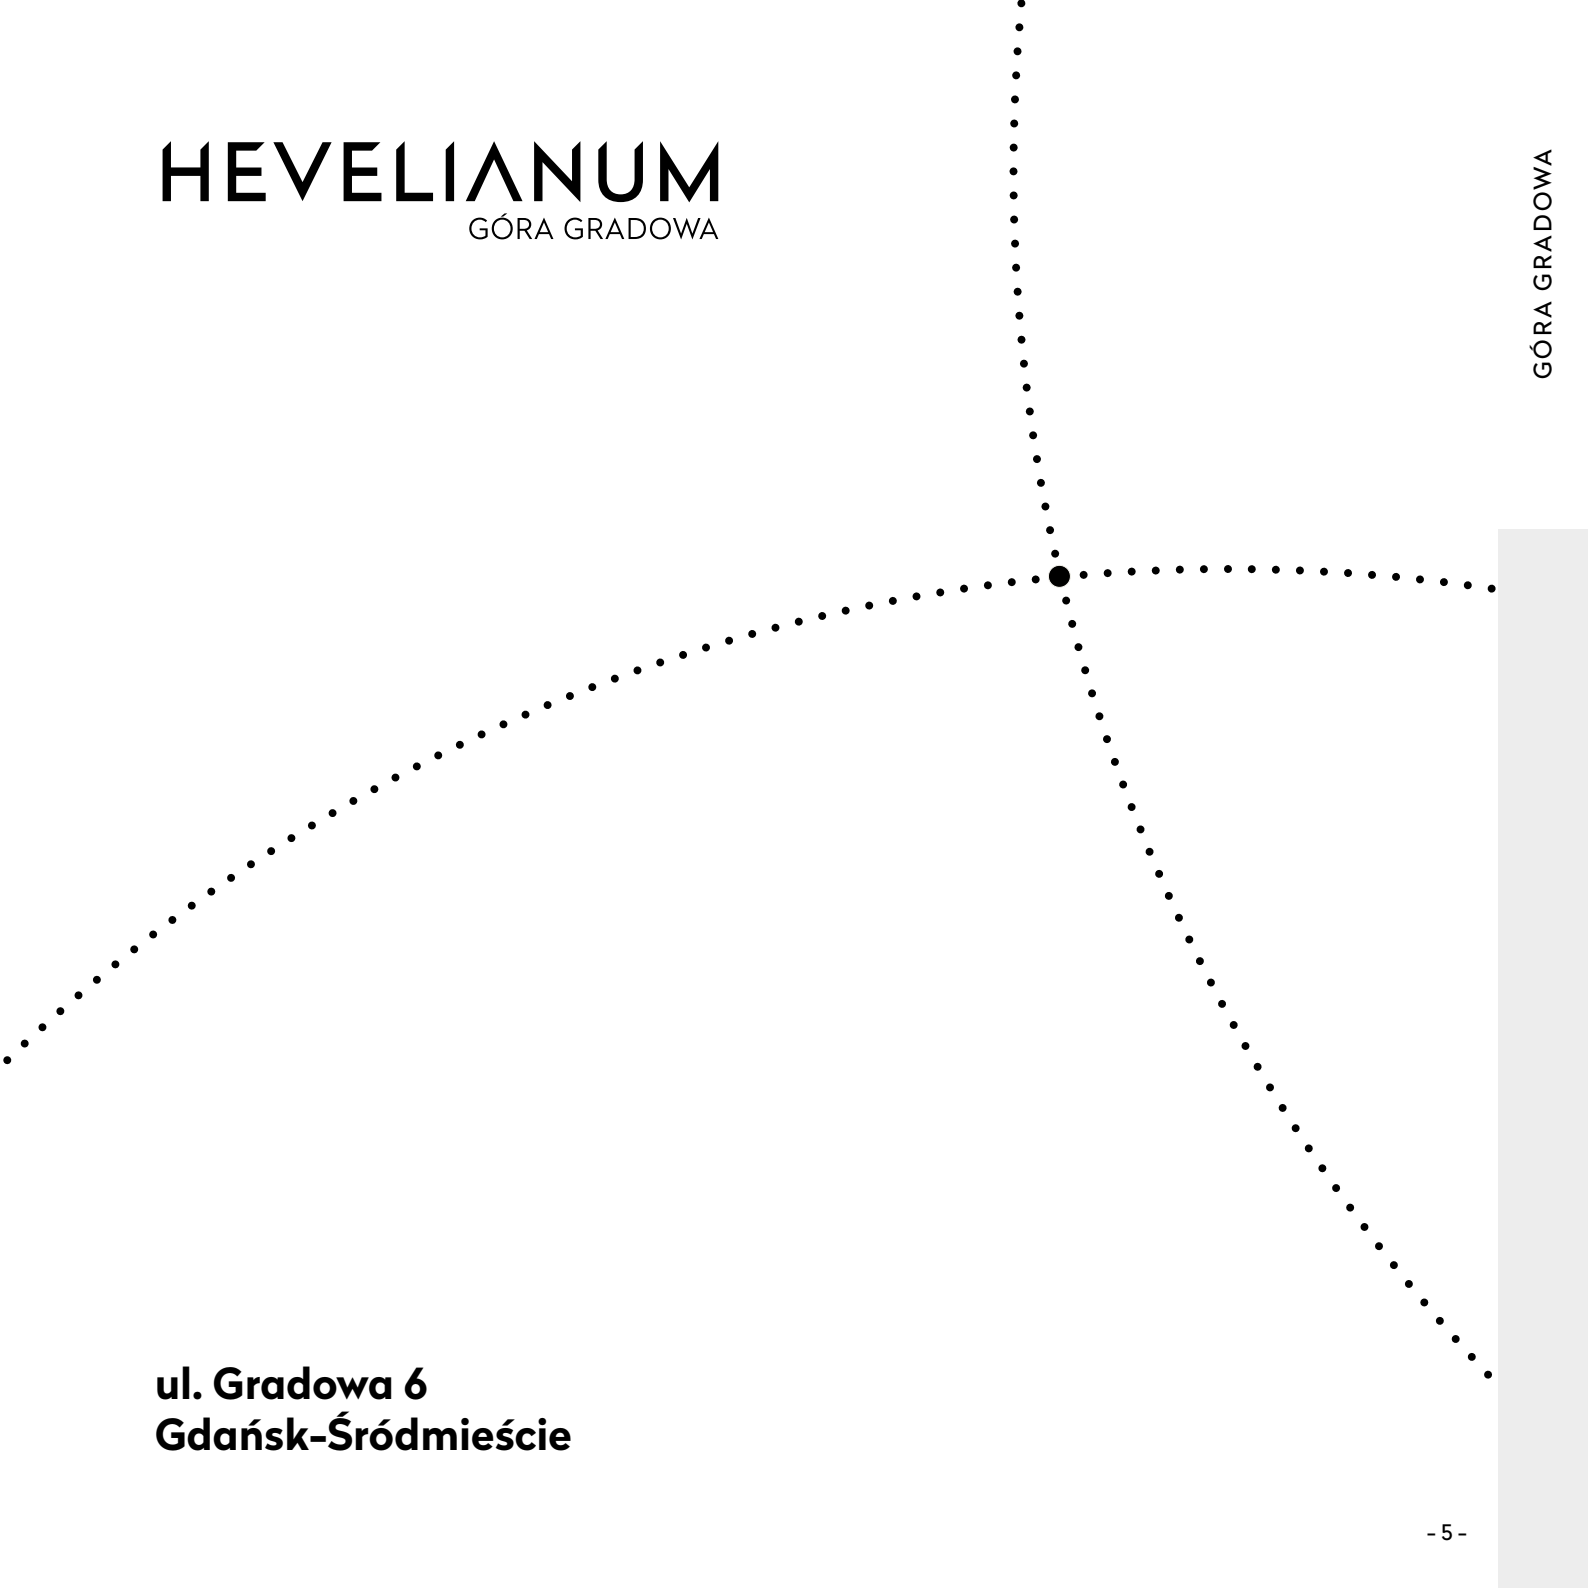 HEVELIANUM
GÓRA GRADOWA
GÓRA GRADOWA
ul. Gradowa 6
Gdańsk-Śródmieście
- 5 -